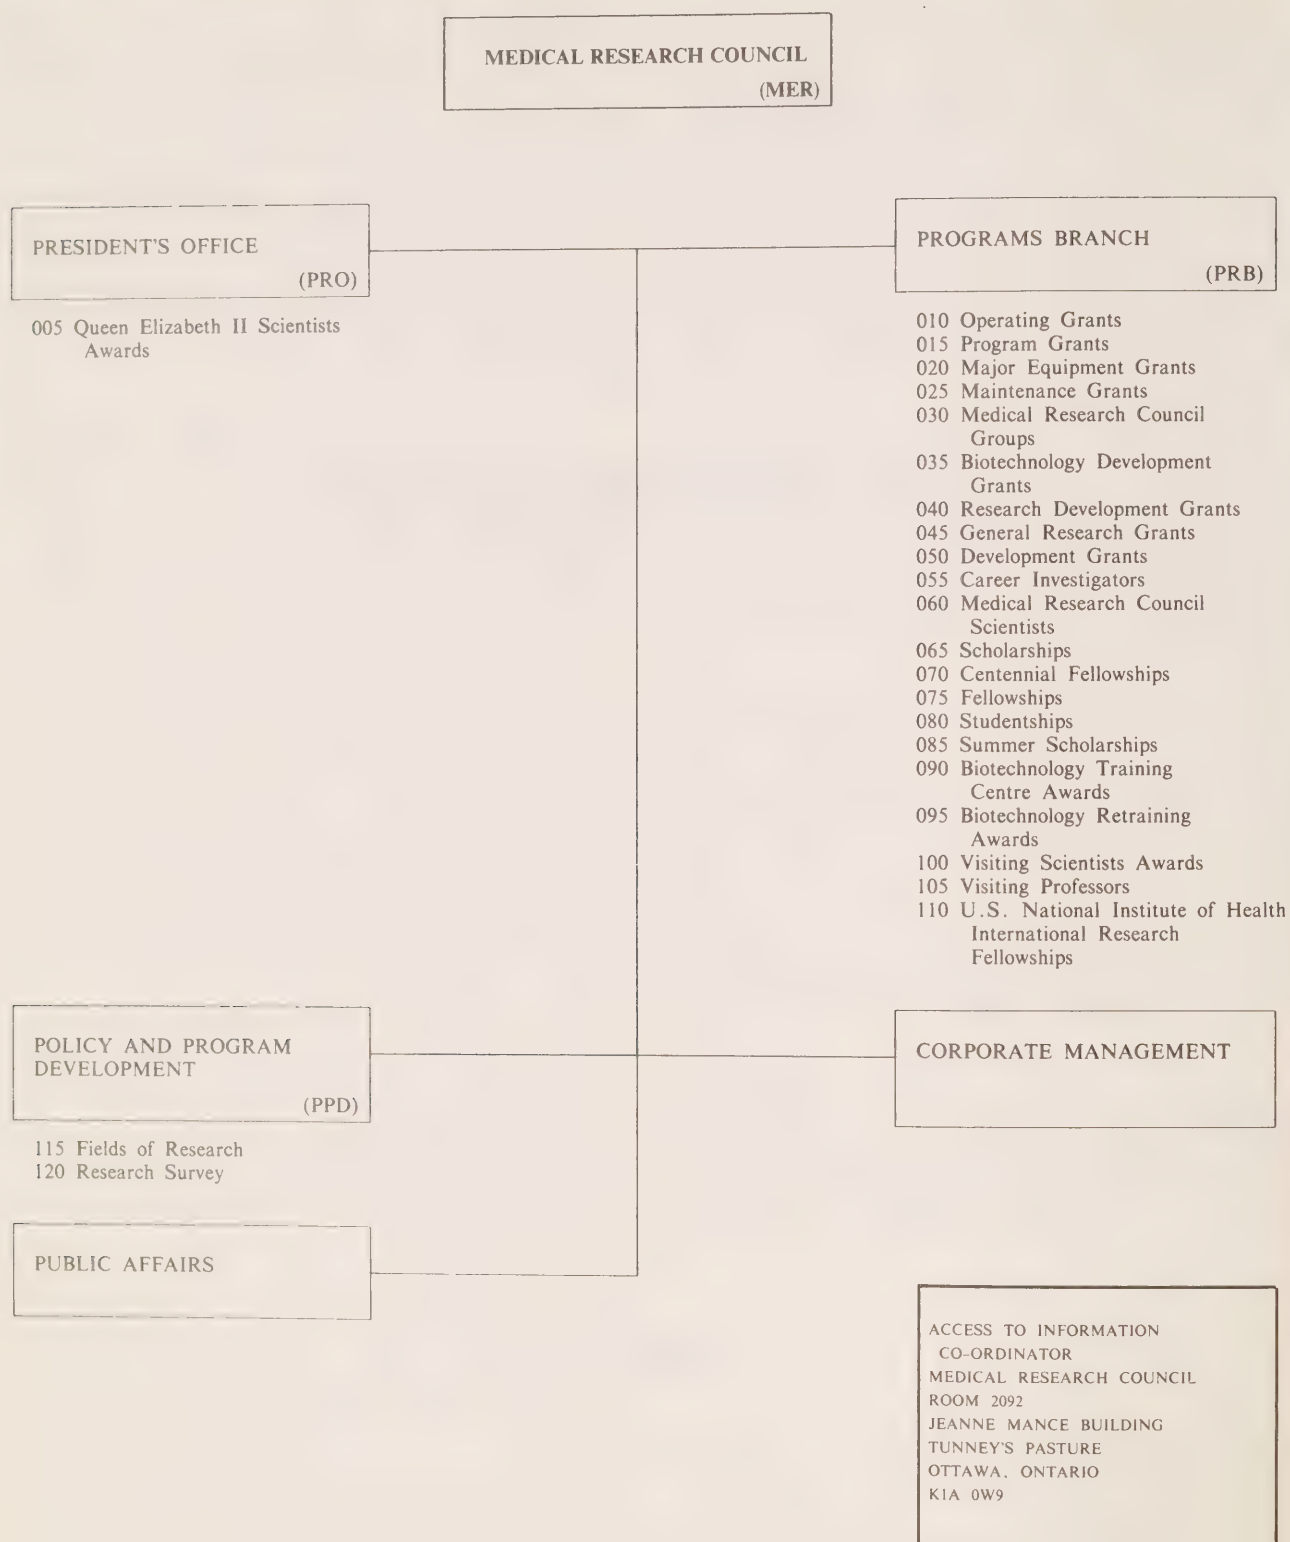 MEDICAL RESEARCH COUNCIL
(MER)
PRESIDENT'S OFFICE
(PRO)
005 Queen Elizabeth II Scientists
Awards
PROGRAMS BRANCH
(PRB)
010 Operating Grants
015 Program Grants
020 Major Equipment Grants
025 Maintenance Grants
030 Medical Research Council
Groups
035 Biotechnology Development
Grants
040 Research Development Grants
045 General Research Grants
050 Development Grants
055 Career Investigators
060 Medical Research Council
Scientists
065 Scholarships
070 Centennial Fellowships
075 Fellowships
080 Studentships
085 Summer Scholarships
090 Biotechnology Training
Centre Awards
095 Biotechnology Retraining
Awards
100 Visiting Scientists Awards
105 Visiting Professors
110 U.S. National Institute of Health
International Research
Fellowships
POLICY AND PROGRAM
DEVELOPMENT
(PPD)
115 Fields of Research
120 Research Survey
CORPORATE MANAGEMENT
PUBLIC AFFAIRS
ACCESS TO INFORMATION
CO-ORDINATOR
MEDICAL RESEARCH COUNCIL
ROOM 2092
JEANNE MANCE BUILDING
TUNNEY'S PASTURE
OTTAWA, ONTARIO
K1A 0W9